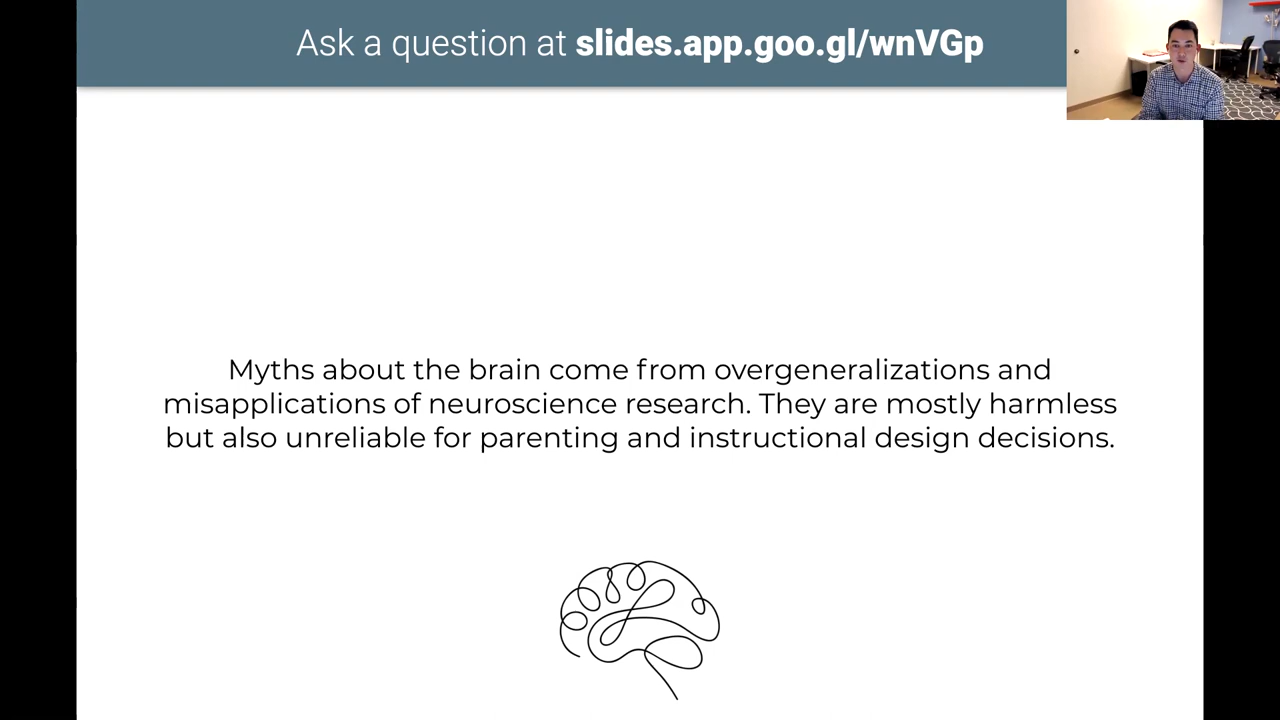 Ask a question at slides.app.goo.gl/wnVGp
Myths about the brain come from overgeneralizations and
misapplications of neuroscience research. They are mostly harmless
but also unreliable for parenting and instructional design decisions.